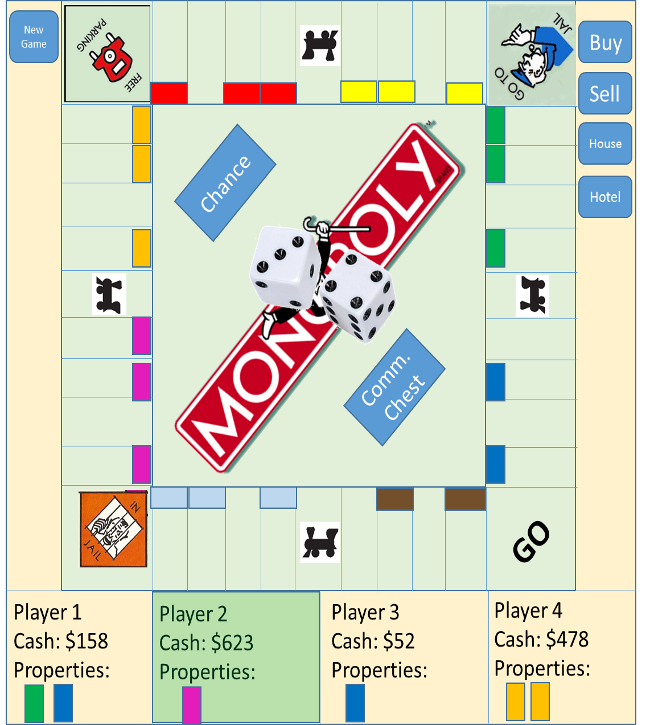 New
Game
FREE
PARKING
GO TO
JAIL
Buy
Sell
House
Hotel
Chance
MONOPOLY
Comm.
Chest
IN
JAIL
GO
Player 1
Cash: $158
Properties:
Player 2
Cash: $623
Properties:
Player 3
Cash: $52
Properties:
Player 4
Cash: $478
Properties: